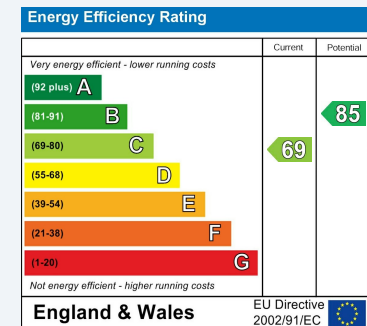 Energy Efficiency Rating
Current Potential
Very energy efficient - lower running costs
(92 plus) A
(81-91) B
85
(69-80) C
69
(55-68) D
(39-54) E
(21-38) F
(1-20) G
Not energy efficient - higher running costs
England & Wales
EU Directive
2002/91/EC